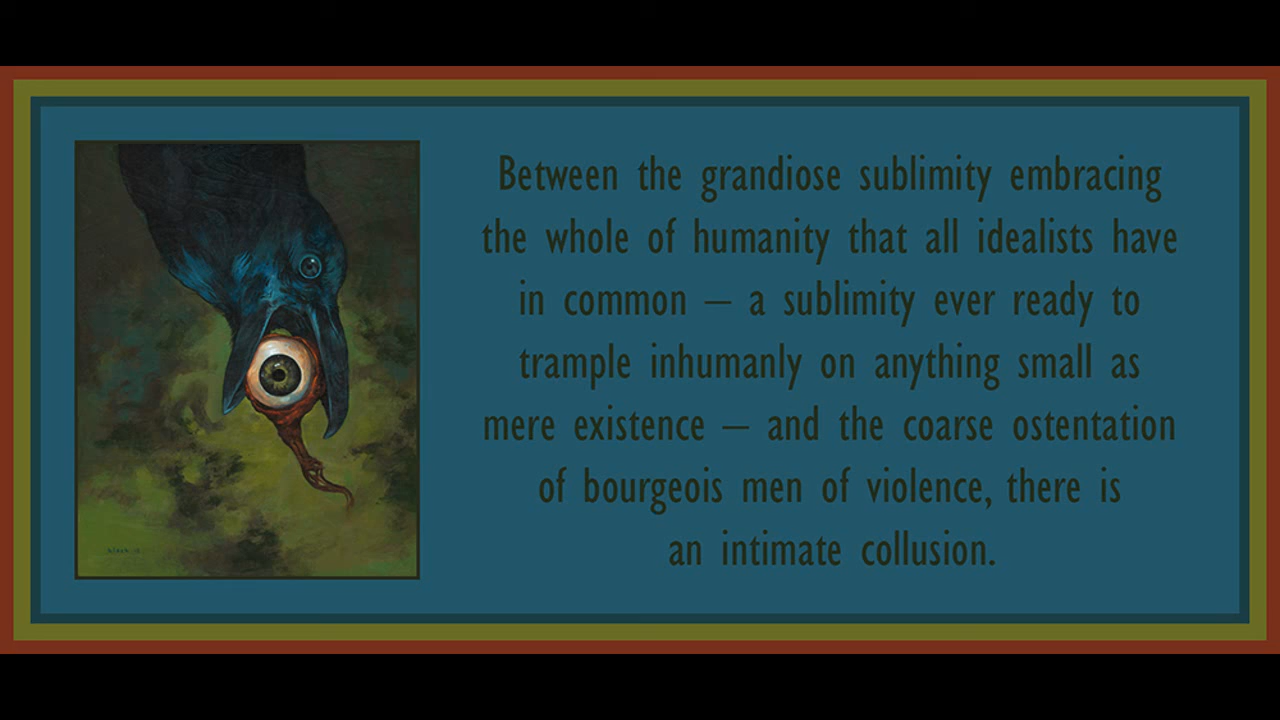 Between the grandiose sublimity embracing
the whole of humanity that all idealists have
in common – a sublimity ever ready to
trample inhumanly on anything small as
mere existence – and the coarse ostentation
of bourgeois men of violence, there is
an intimate collusion.